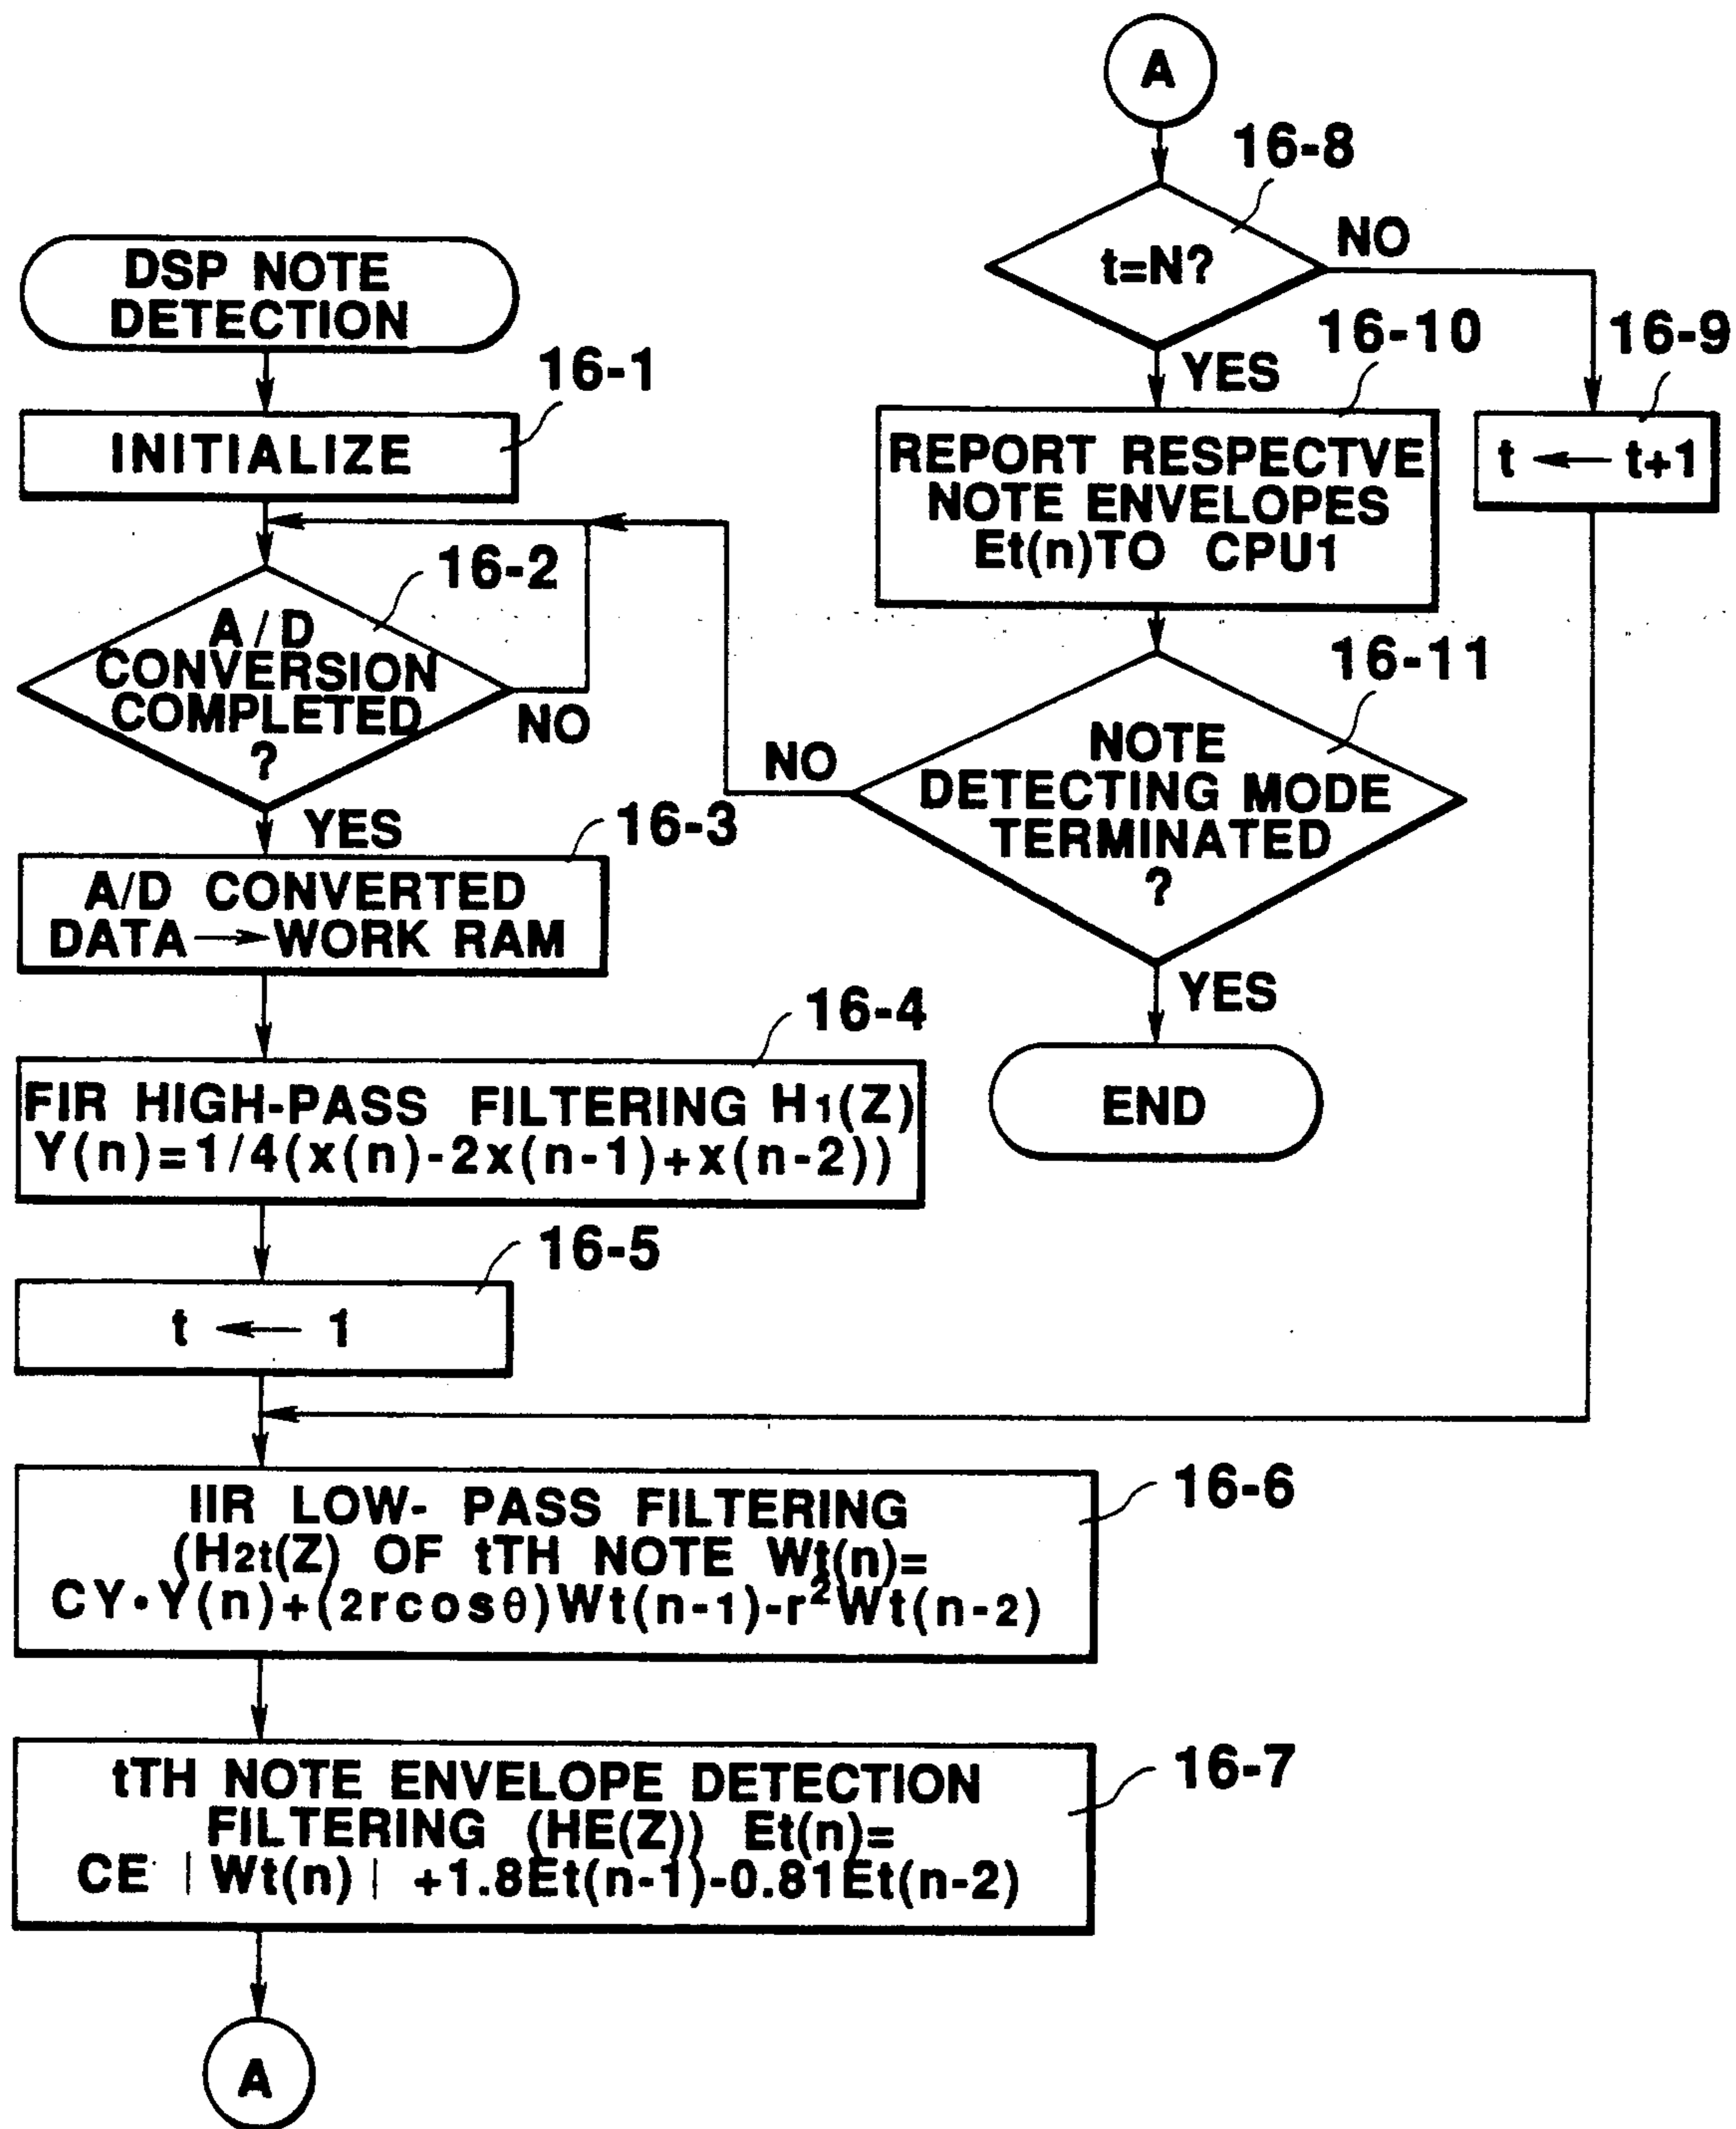 DSP NOTE
DETECTION
16-1
INITIALIZE
16-2
A/D
CONVERSION
COMPLETED
?
NO
YES
16-3
A/D CONVERTED
DATA → WORK RAM
16-4
FIR HIGH-PASS FILTERING H1(Z)
Y(n)=1/4(x(n)-2x(n-1)+x(n-2))
16-5
t ← 1
16-6
IIR LOW- PASS FILTERING
(H2t(Z) OF tTH NOTE Wt(n)=
CY•Y(n)+(2rcosθ)Wt(n-1)-r²Wt(n-2)
16-7
tTH NOTE ENVELOPE DETECTION
FILTERING (HE(Z)) Et(n)=
CE | Wt(n) | +1.8Et(n-1)-0.81Et(n-2)
A
A
16-8
t=N?
NO
16-9
t ← t+1
YES
16-10
REPORT RESPECTVE
NOTE ENVELOPES
Et(n)TO CPU1
16-11
NOTE
DETECTING MODE
TERMINATED
?
NO
YES
END